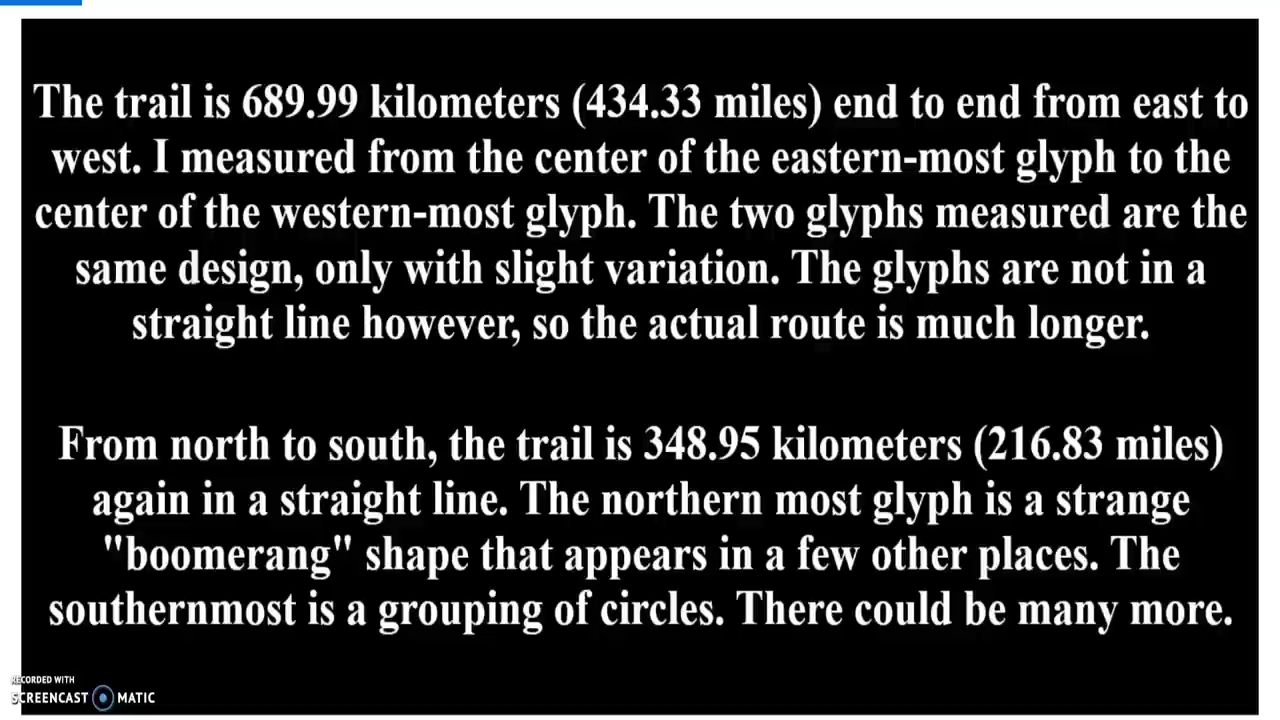 The trail is 689.99 kilometers (434.33 miles) end to end from east to
west. I measured from the center of the eastern-most glyph to the
center of the western-most glyph. The two glyphs measured are the
same design, only with slight variation. The glyphs are not in a
straight line however, so the actual route is much longer.
From north to south, the trail is 348.95 kilometers (216.83 miles)
again in a straight line. The northern most glyph is a strange
"boomerang" shape that appears in a few other places. The
southernmost is a grouping of circles. There could be many more.
RECORDED WITH
SCREENCAST MATIC